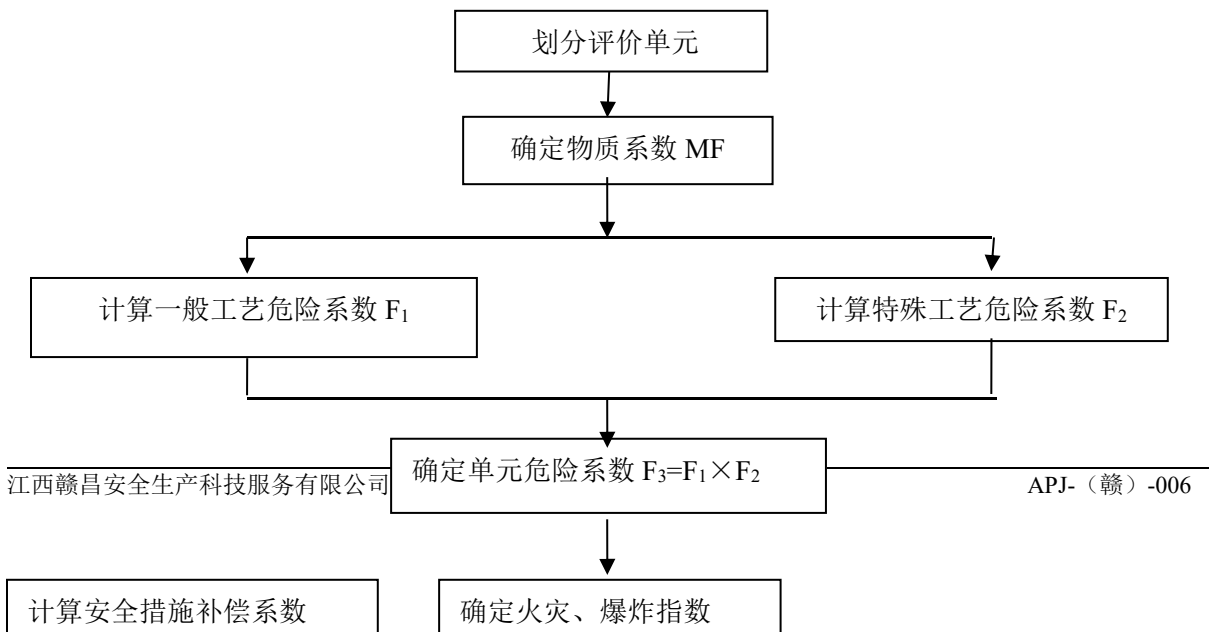 划分评价单元
确定物质系数 MF
计算一般工艺危险系数 F₁
计算特殊工艺危险系数 F₂
确定单元危险系数 F₃=F₁×F₂
江西赣昌安全生产科技服务有限公司
APJ-（赣）-006
计算安全措施补偿系数
确定火灾、爆炸指数